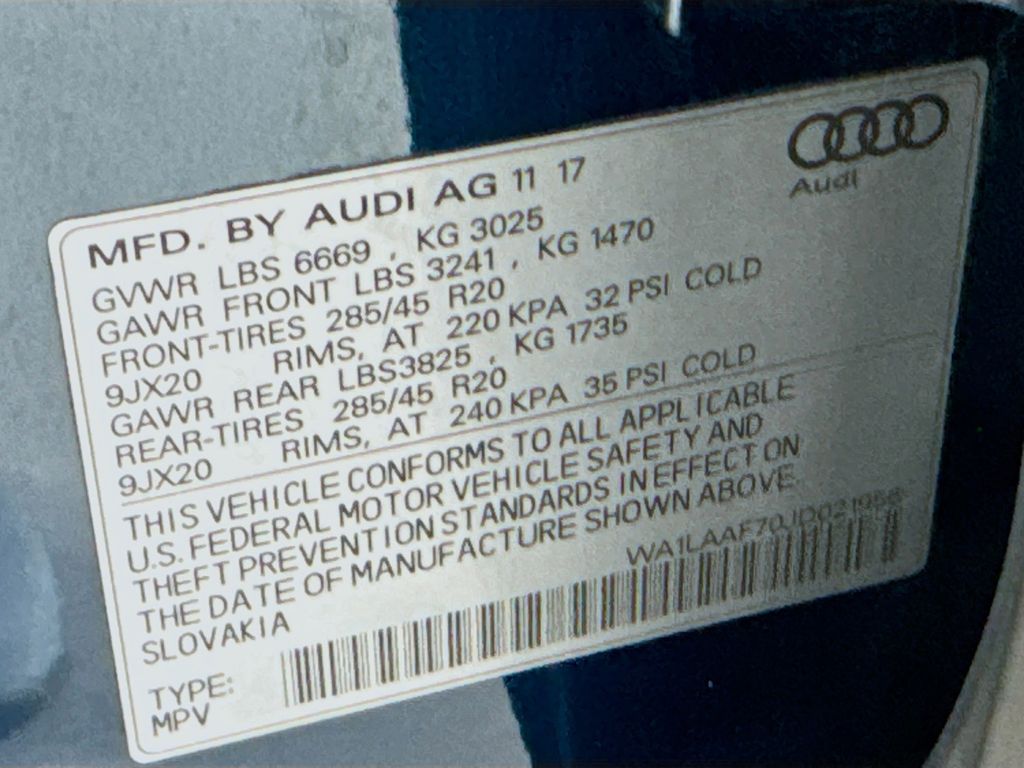 Audi
MFD. BY AUDI AG 11 17
GVWR LBS 6669 , KG 3025
GAWR FRONT LBS 3241 , KG 1470
FRONT-TIRES 285/45 R20
9JX20 RIMS, AT 220 KPA 32 PSI COLD
GAWR REAR LBS3825 , KG 1735
REAR-TIRES 285/45 R20
9JX20 RIMS, AT 240 KPA 35 PSI COLD
THIS VEHICLE CONFORMS TO ALL APPLICABLE
U.S. FEDERAL MOTOR VEHICLE SAFETY AND
THEFT PREVENTION STANDARDS IN EFFECT ON
THE DATE OF MANUFACTURE SHOWN ABOVE
SLOVAKIA
TYPE:
MPV